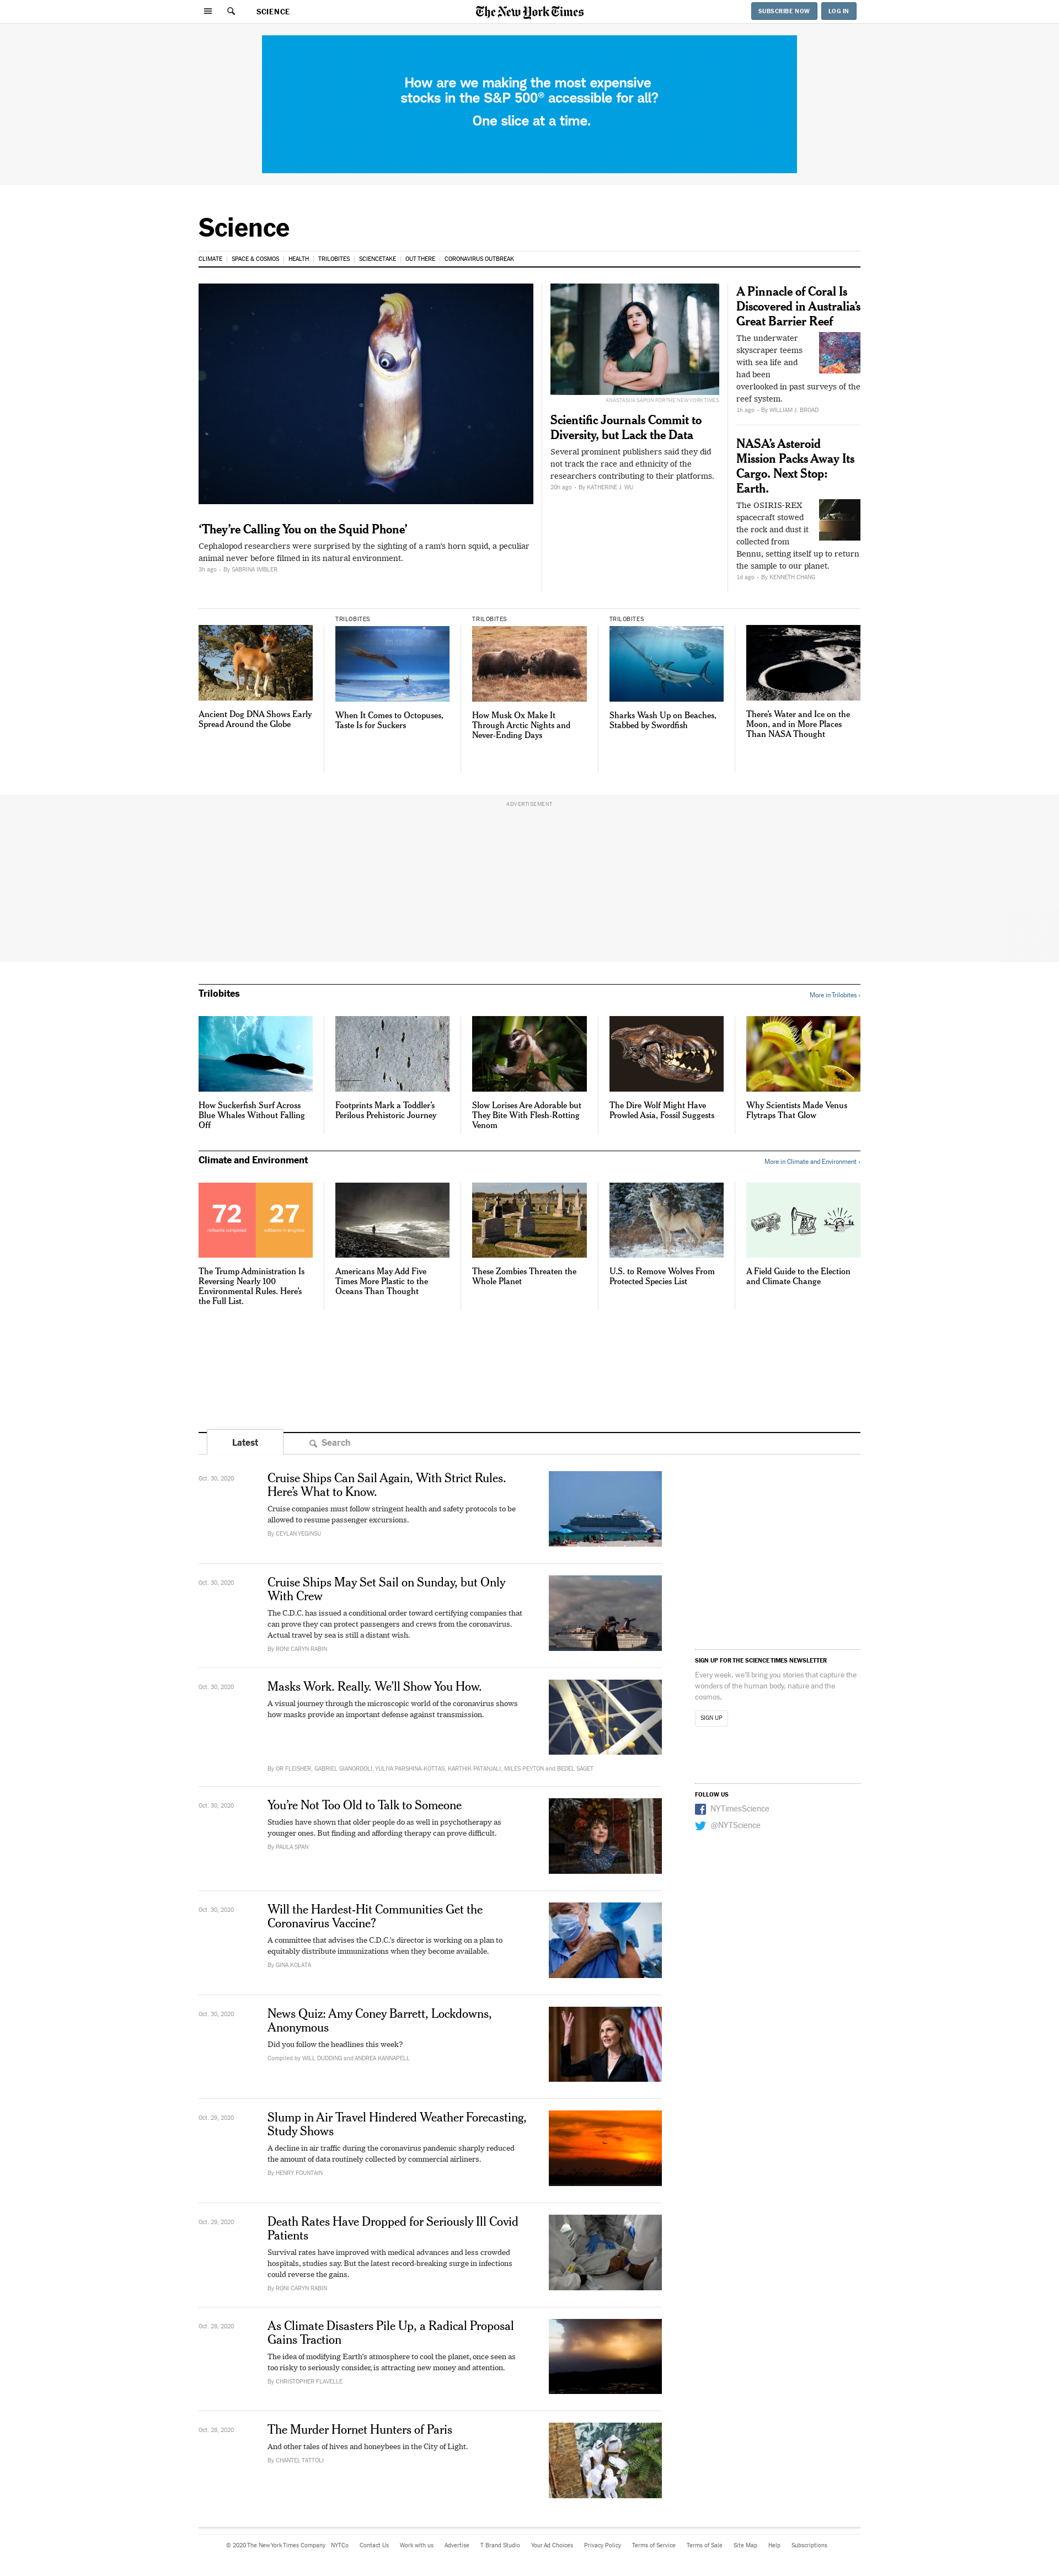 SCIENCE
The New York Times
SUBSCRIBE NOW
LOG IN
How are we making the most expensive
stocks in the S&P 500® accessible for all?
One slice at a time.
Science
CLIMATE
SPACE & COSMOS
HEALTH
TRILOBITES
SCIENCETAKE
OUT THERE
CORONAVIRUS OUTBREAK
‘They’re Calling You on the Squid Phone’
Cephalopod researchers were surprised by the sighting of a ram's horn squid, a peculiar
animal never before filmed in its natural environment.
3h ago · By SABRINA IMBLER
ANASTASIIA SAPON FOR THE NEW YORK TIMES
Scientific Journals Commit to
Diversity, but Lack the Data
Several prominent publishers said they did
not track the race and ethnicity of the
researchers contributing to their platforms.
20h ago · By KATHERINE J. WU
A Pinnacle of Coral Is
Discovered in Australia’s
Great Barrier Reef
The underwater
skyscraper teems
with sea life and
had been
overlooked in past surveys of the
reef system.
1h ago · By WILLIAM J. BROAD
NASA’s Asteroid
Mission Packs Away Its
Cargo. Next Stop:
Earth.
The OSIRIS-REX
spacecraft stowed
the rock and dust it
collected from
Bennu, setting itself up to return
the sample to our planet.
1d ago · By KENNETH CHANG
Ancient Dog DNA Shows Early
Spread Around the Globe
TRILOBITES
When It Comes to Octopuses,
Taste Is for Suckers
TRILOBITES
How Musk Ox Make It
Through Arctic Nights and
Never-Ending Days
TRILOBITES
Sharks Wash Up on Beaches,
Stabbed by Swordfish
There’s Water and Ice on the
Moon, and in More Places
Than NASA Thought
ADVERTISEMENT
Trilobites
More in Trilobites ›
How Suckerfish Surf Across
Blue Whales Without Falling
Off
Footprints Mark a Toddler’s
Perilous Prehistoric Journey
Slow Lorises Are Adorable but
They Bite With Flesh-Rotting
Venom
The Dire Wolf Might Have
Prowled Asia, Fossil Suggests
Why Scientists Made Venus
Flytraps That Glow
Climate and Environment
More in Climate and Environment ›
72
rollbacks completed
27
rollbacks in progress
The Trump Administration Is
Reversing Nearly 100
Environmental Rules. Here’s
the Full List.
Americans May Add Five
Times More Plastic to the
Oceans Than Thought
These Zombies Threaten the
Whole Planet
U.S. to Remove Wolves From
Protected Species List
A Field Guide to the Election
and Climate Change
Latest
Search
Oct. 30, 2020
Cruise Ships Can Sail Again, With Strict Rules.
Here’s What to Know.
Cruise companies must follow stringent health and safety protocols to be
allowed to resume passenger excursions.
By CEYLAN YEGINSU
Oct. 30, 2020
Cruise Ships May Set Sail on Sunday, but Only
With Crew
The C.D.C. has issued a conditional order toward certifying companies that
can prove they can protect passengers and crews from the coronavirus.
Actual travel by sea is still a distant wish.
By RONI CARYN RABIN
Oct. 30, 2020
Masks Work. Really. We’ll Show You How.
A visual journey through the microscopic world of the coronavirus shows
how masks provide an important defense against transmission.
By OR FLEISHER, GABRIEL GIANORDOLI, YULIYA PARSHINA-KOTTAS, KARTHIK PATANJALI, MILES PEYTON and BEDEL SAGET
Oct. 30, 2020
You’re Not Too Old to Talk to Someone
Studies have shown that older people do as well in psychotherapy as
younger ones. But finding and affording therapy can prove difficult.
By PAULA SPAN
Oct. 30, 2020
Will the Hardest-Hit Communities Get the
Coronavirus Vaccine?
A committee that advises the C.D.C.’s director is working on a plan to
equitably distribute immunizations when they become available.
By GINA KOLATA
Oct. 30, 2020
News Quiz: Amy Coney Barrett, Lockdowns,
Anonymous
Did you follow the headlines this week?
Compiled by WILL DUDDING and ANDREA KANNAPELL
Oct. 29, 2020
Slump in Air Travel Hindered Weather Forecasting,
Study Shows
A decline in air traffic during the coronavirus pandemic sharply reduced
the amount of data routinely collected by commercial airliners.
By HENRY FOUNTAIN
Oct. 29, 2020
Death Rates Have Dropped for Seriously Ill Covid
Patients
Survival rates have improved with medical advances and less crowded
hospitals, studies say. But the latest record-breaking surge in infections
could reverse the gains.
By RONI CARYN RABIN
Oct. 28, 2020
As Climate Disasters Pile Up, a Radical Proposal
Gains Traction
The idea of modifying Earth’s atmosphere to cool the planet, once seen as
too risky to seriously consider, is attracting new money and attention.
By CHRISTOPHER FLAVELLE
Oct. 28, 2020
The Murder Hornet Hunters of Paris
And other tales of hives and honeybees in the City of Light.
By CHANTEL TATTOLI
SIGN UP FOR THE SCIENCE TIMES NEWSLETTER
Every week, we'll bring you stories that capture the
wonders of the human body, nature and the
cosmos.
SIGN UP
FOLLOW US
NYTimesScience
@NYTScience
© 2020 The New York Times Company
NYTCo
Contact Us
Work with us
Advertise
T Brand Studio
Your Ad Choices
Privacy Policy
Terms of Service
Terms of Sale
Site Map
Help
Subscriptions